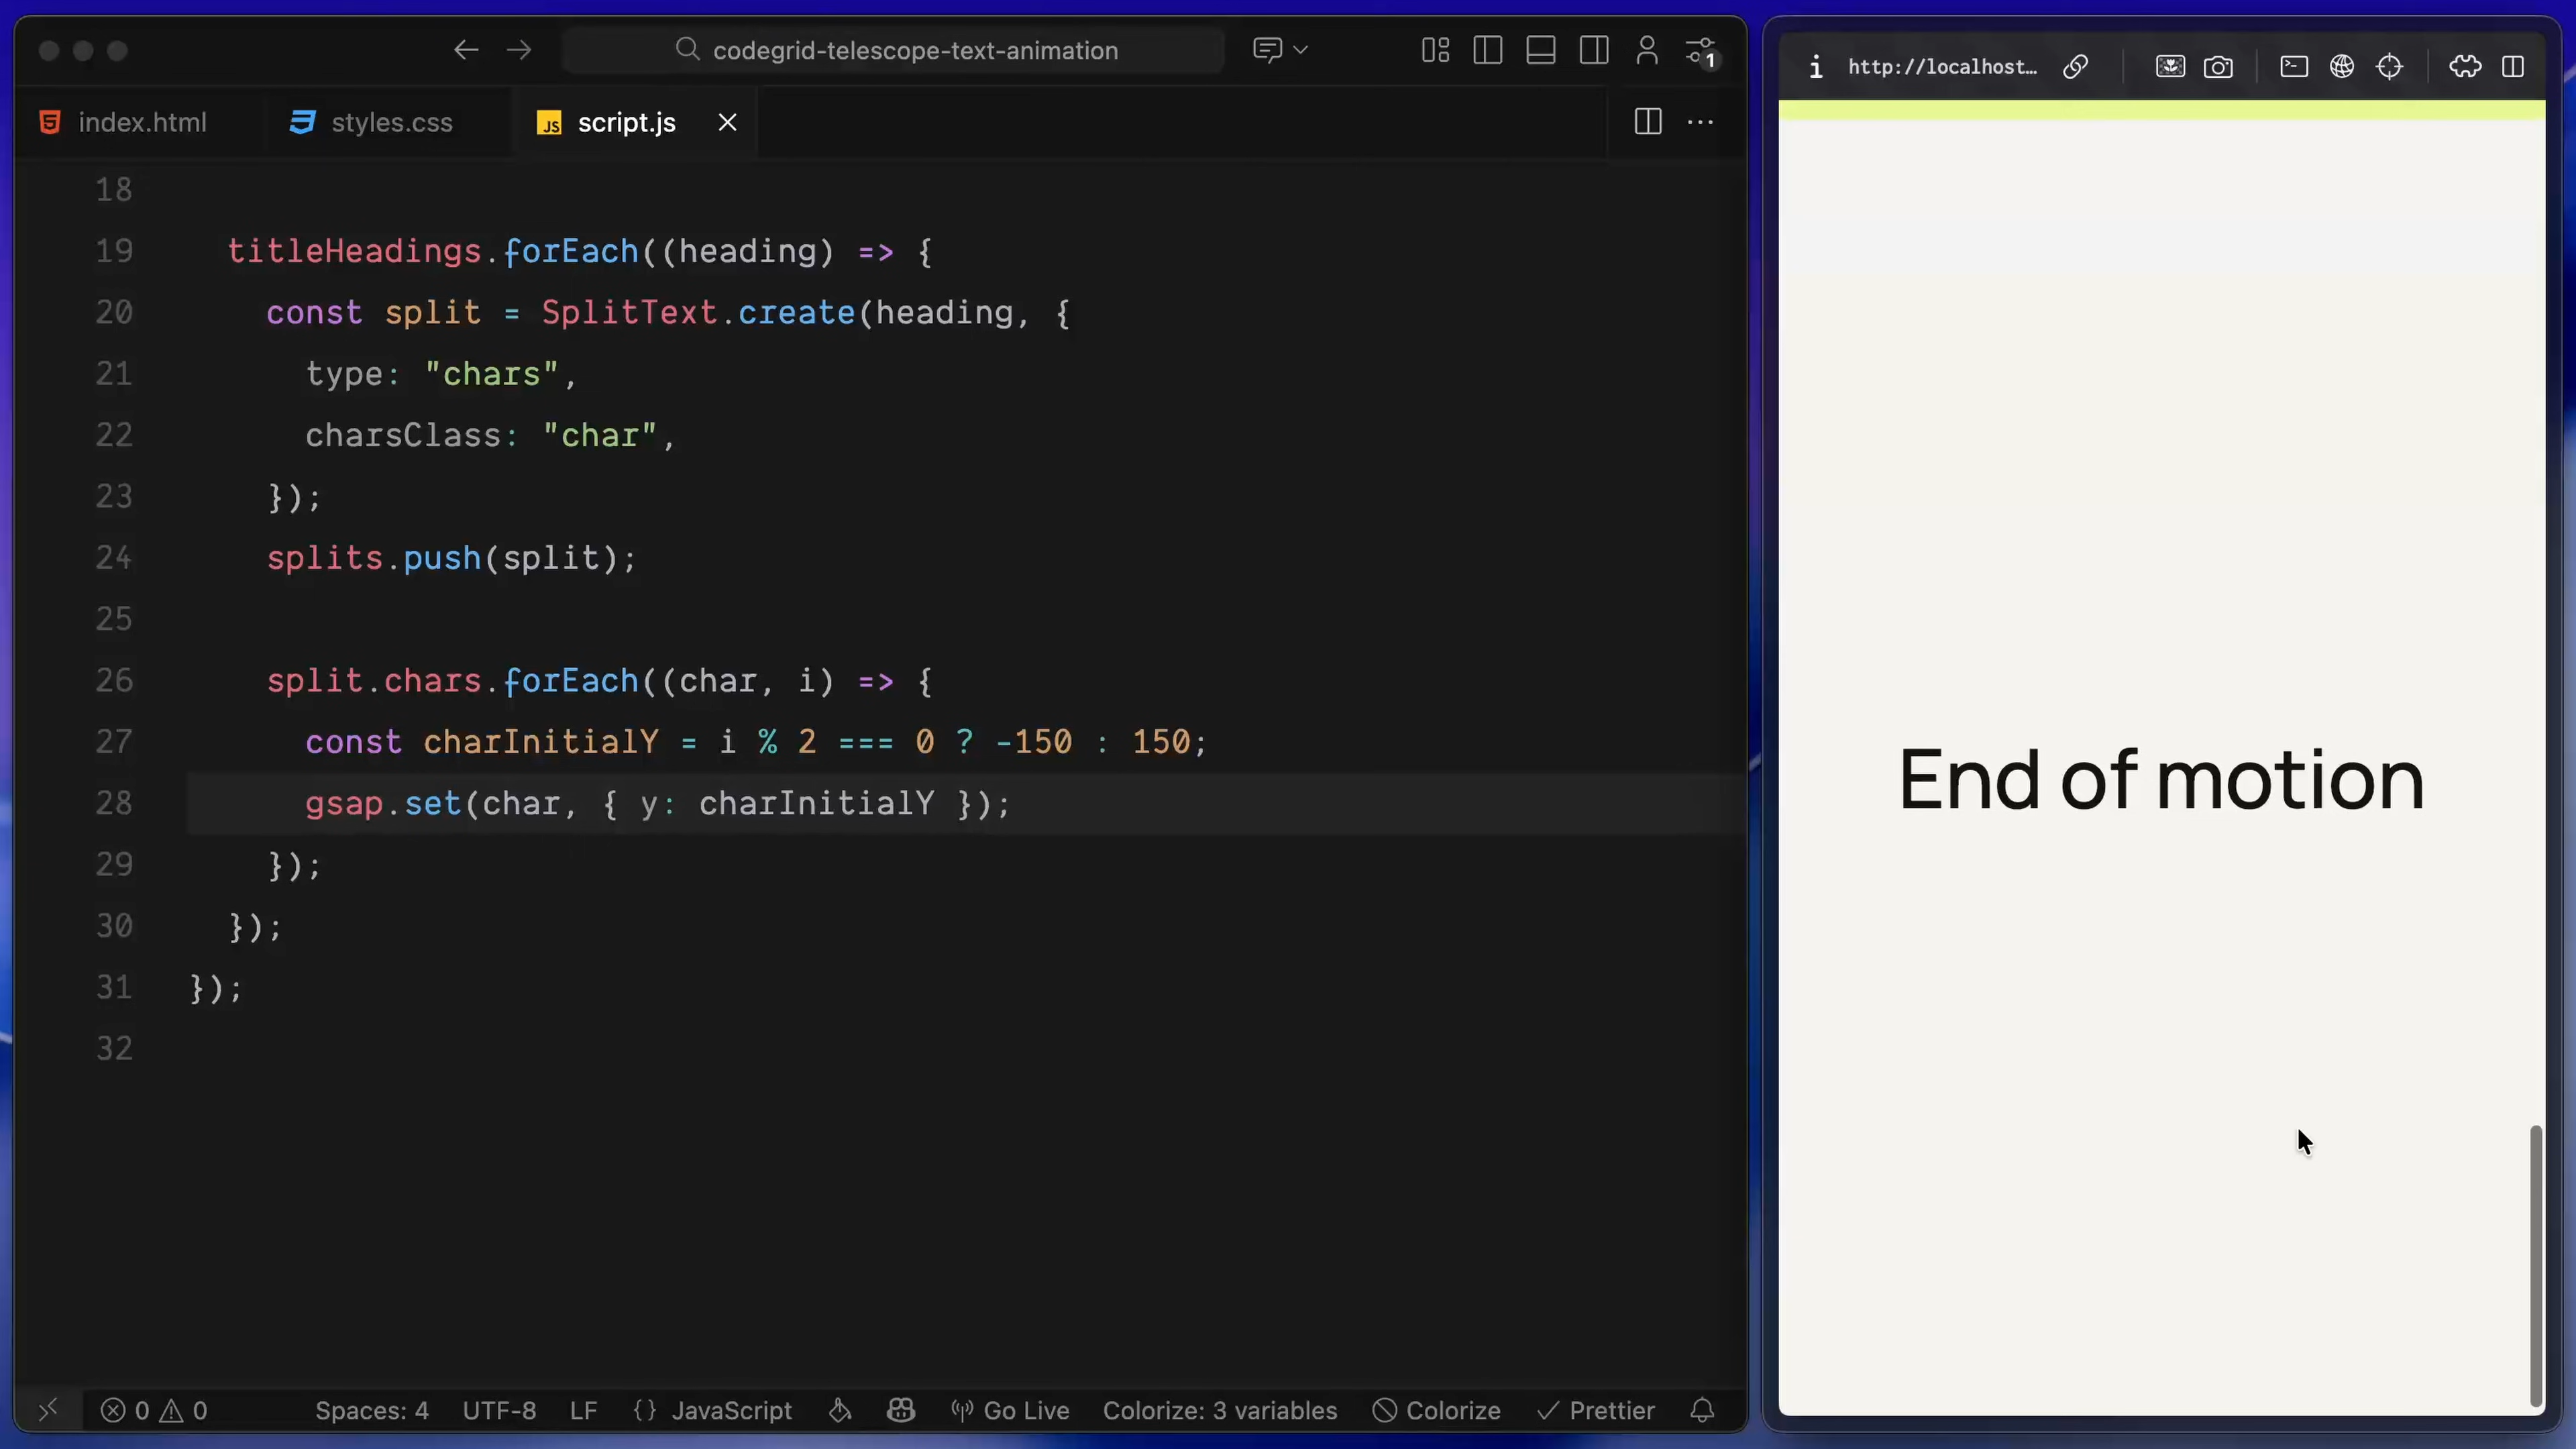 codegrid-telescope-text-animation
1
index.html
styles.css
JS script.js
18
19 titleHeadings.forEach((heading) => {
20 const split = SplitText.create(heading, {
21 type: "chars",
22 charsClass: "char",
23 });
24 splits.push(split);
25
26 split.chars.forEach((char, i) => {
27 const charInitialY = i % 2 === 0 ? -150 : 150;
28 gsap.set(char, { y: charInitialY });
29 });
30 });
31 });
32
0 0 Spaces: 4 UTF-8 LF {} JavaScript Go Live Colorize: 3 variables Colorize Prettier
http://localhost…
End of motion